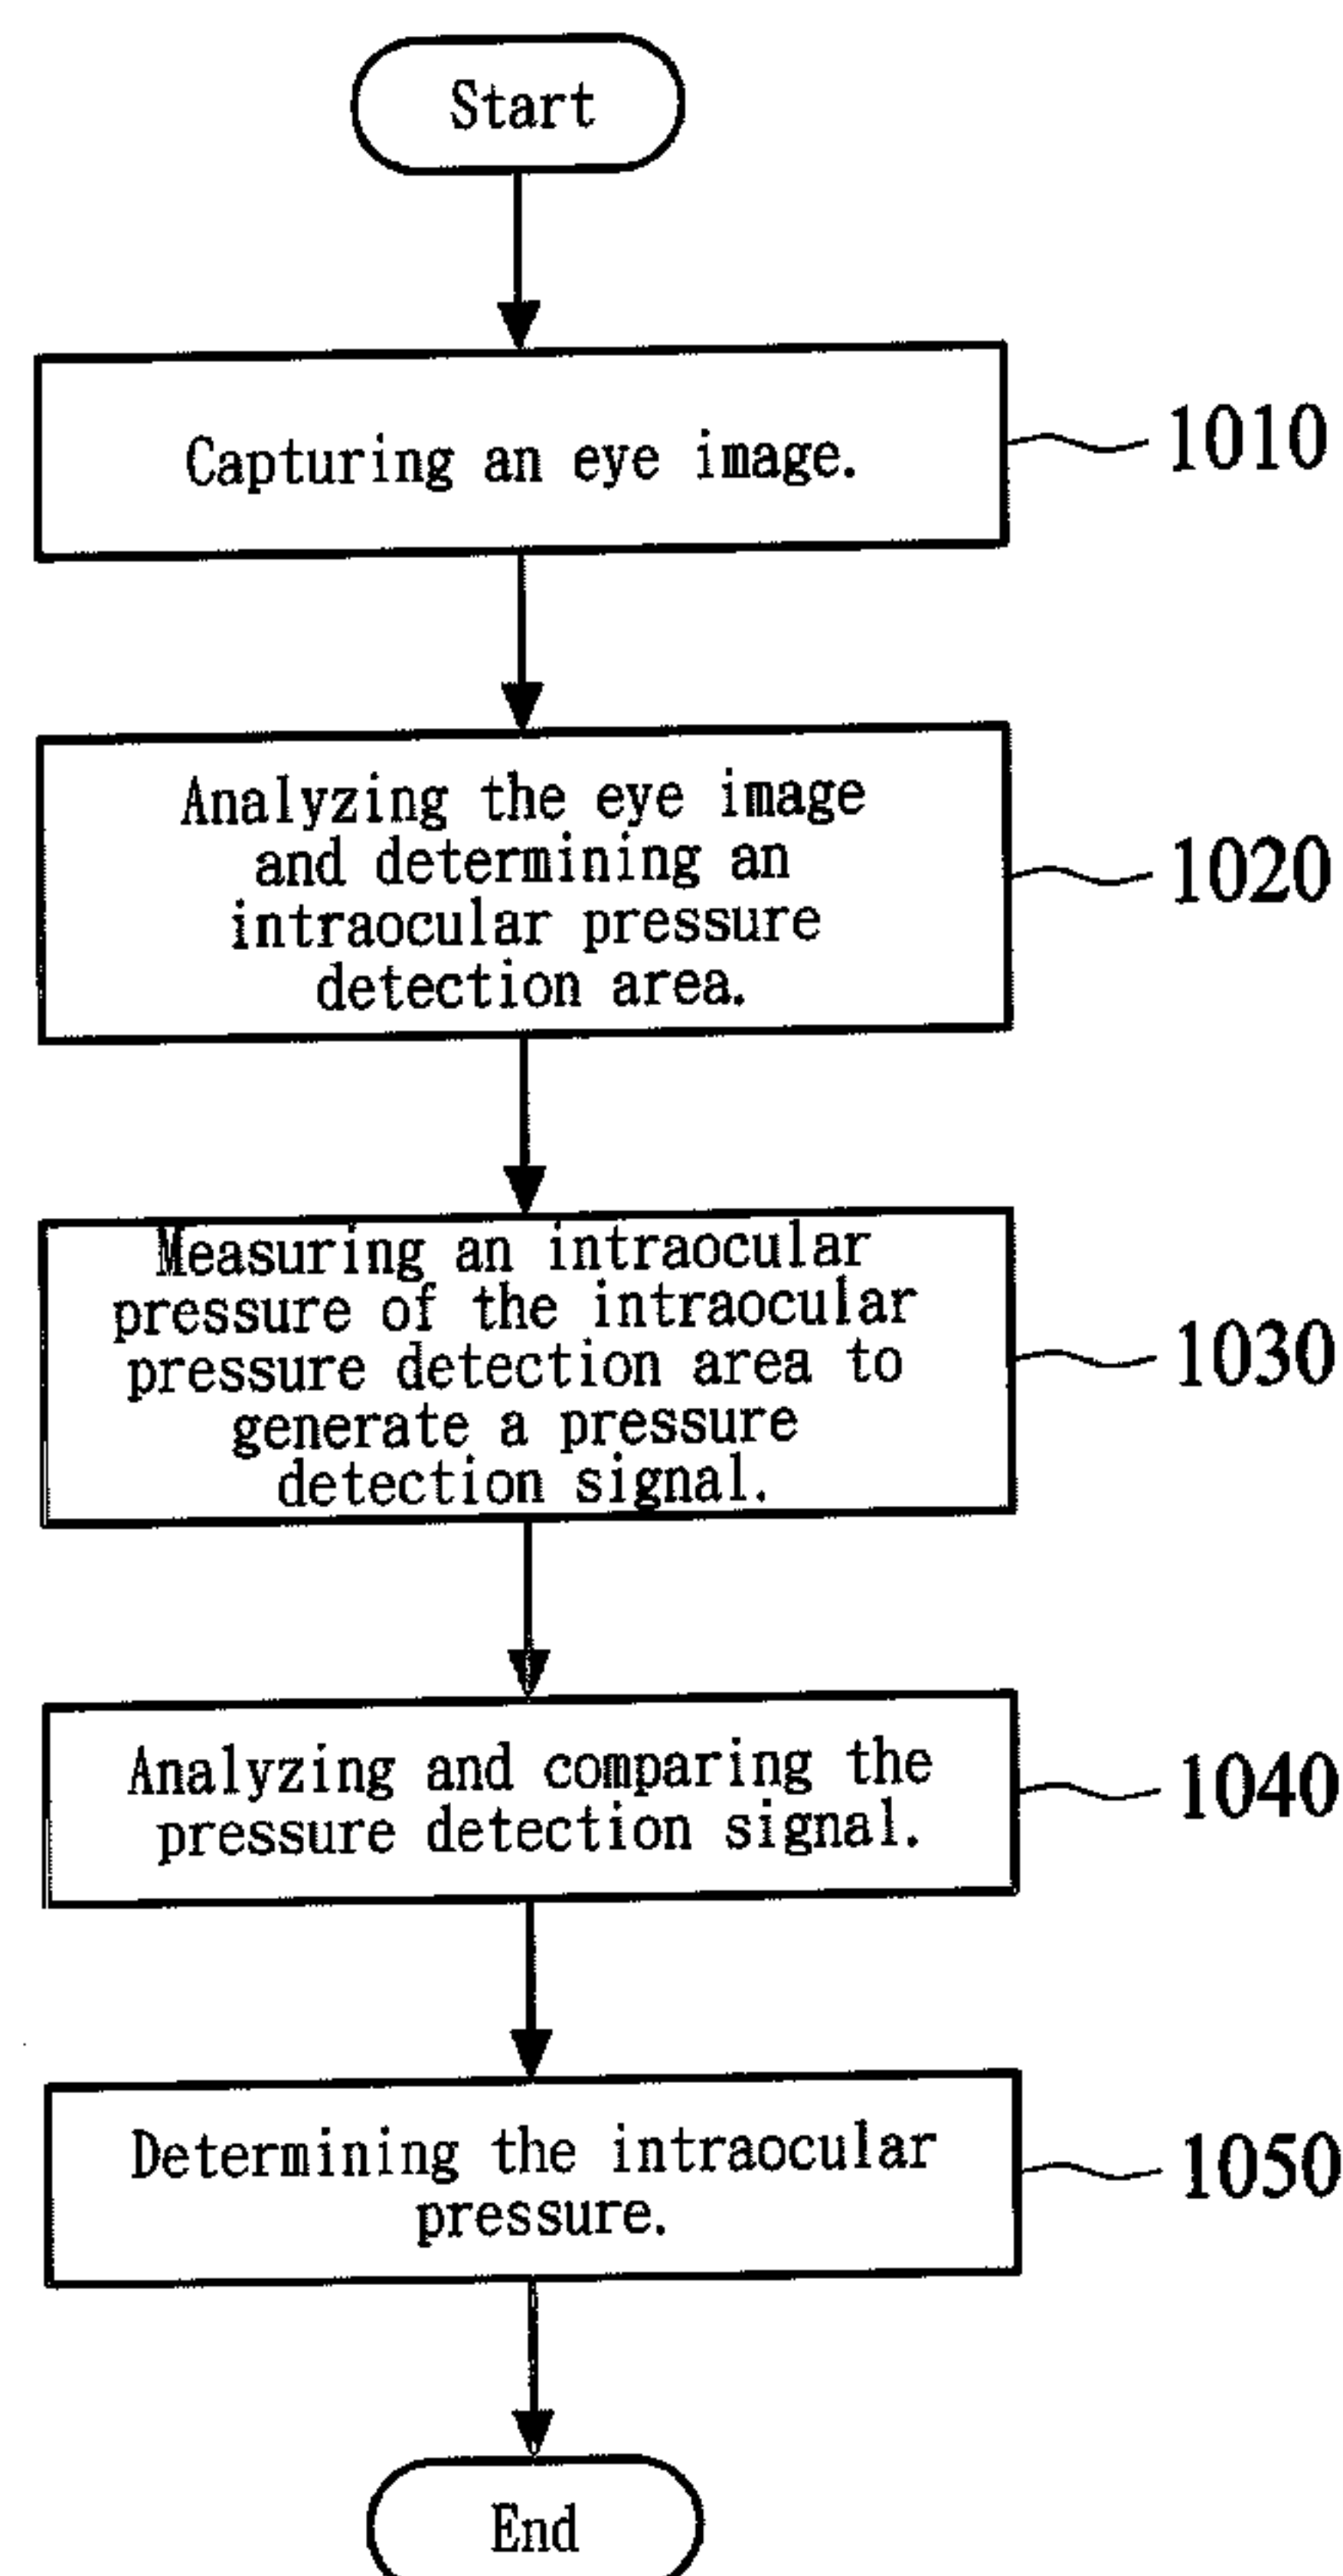 Start
Capturing an eye image.
1010
Analyzing the eye image
and determining an
intraocular pressure
detection area.
1020
Measuring an intraocular
pressure of the intraocular
pressure detection area to
generate a pressure
detection signal.
1030
Analyzing and comparing the
pressure detection signal.
1040
Determining the intraocular
pressure.
1050
End